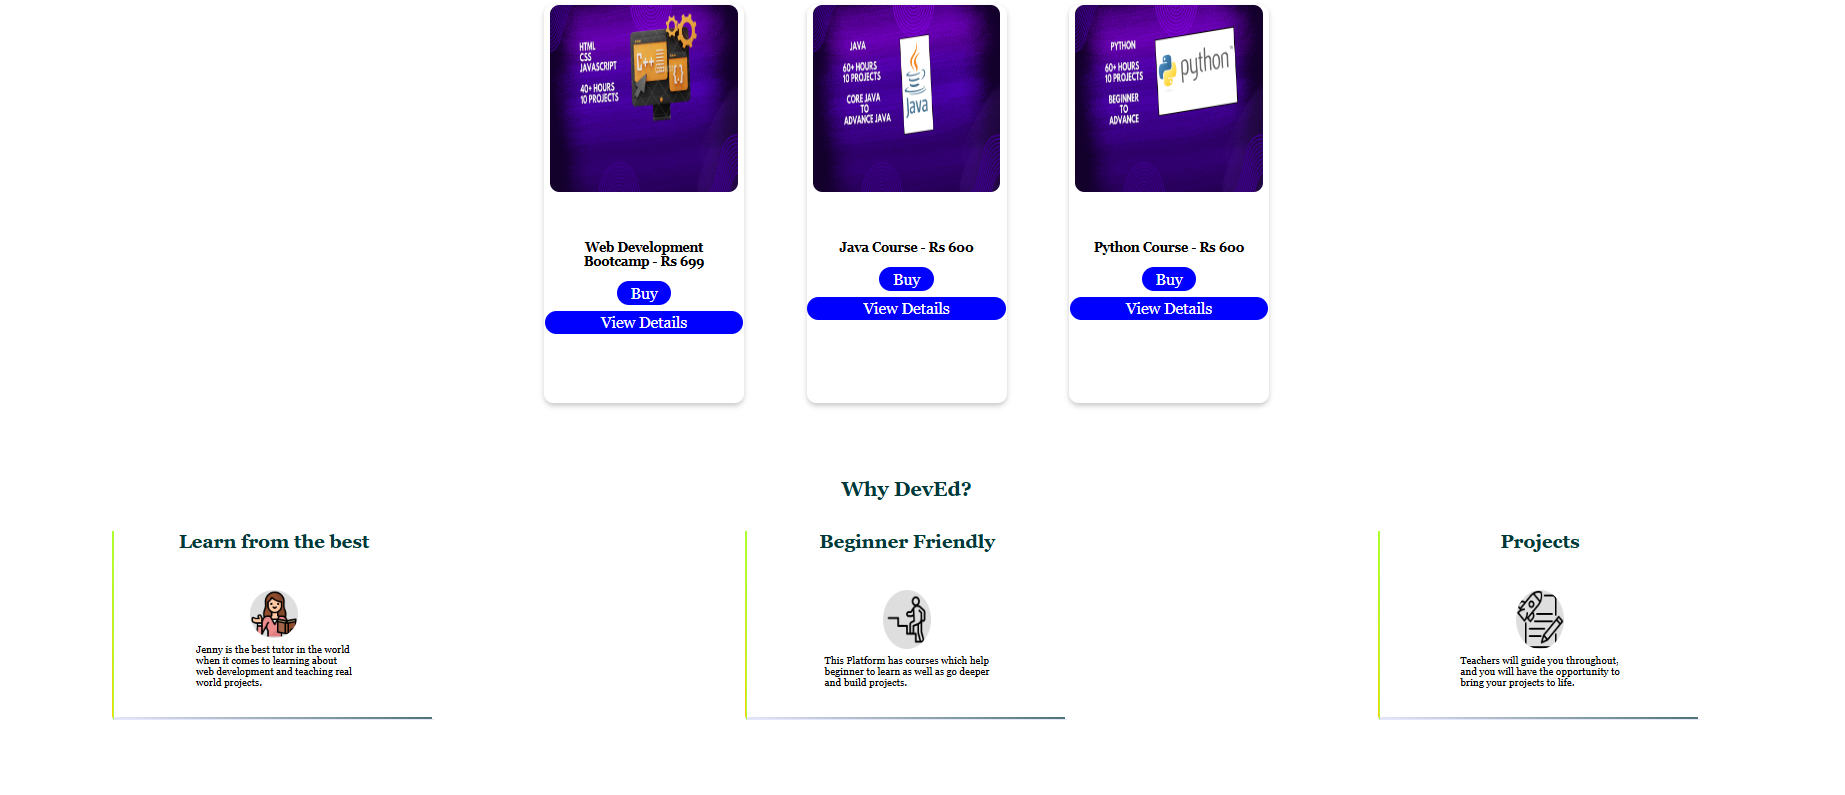 HTML
CSS
JAVASCRIPT
40+ HOURS
10 PROJECTS
C++
{}
JAVA
60+ HOURS
10 PROJECTS
CORE JAVA
TO
ADVANCE JAVA
Java
PYTHON
60+ HOURS
10 PROJECTS
BEGINNER
TO
ADVANCE
python
Web Development
Bootcamp - Rs 699
Buy
View Details
Java Course - Rs 600
Buy
View Details
Python Course - Rs 600
Buy
View Details
Why DevEd?
Learn from the best
Jenny is the best tutor in the world
when it comes to learning about
web development and teaching real
world projects.
Beginner Friendly
This Platform has courses which help
beginner to learn as well as go deeper
and build projects.
Projects
Teachers will guide you throughout,
and you will have the opportunity to
bring your projects to life.